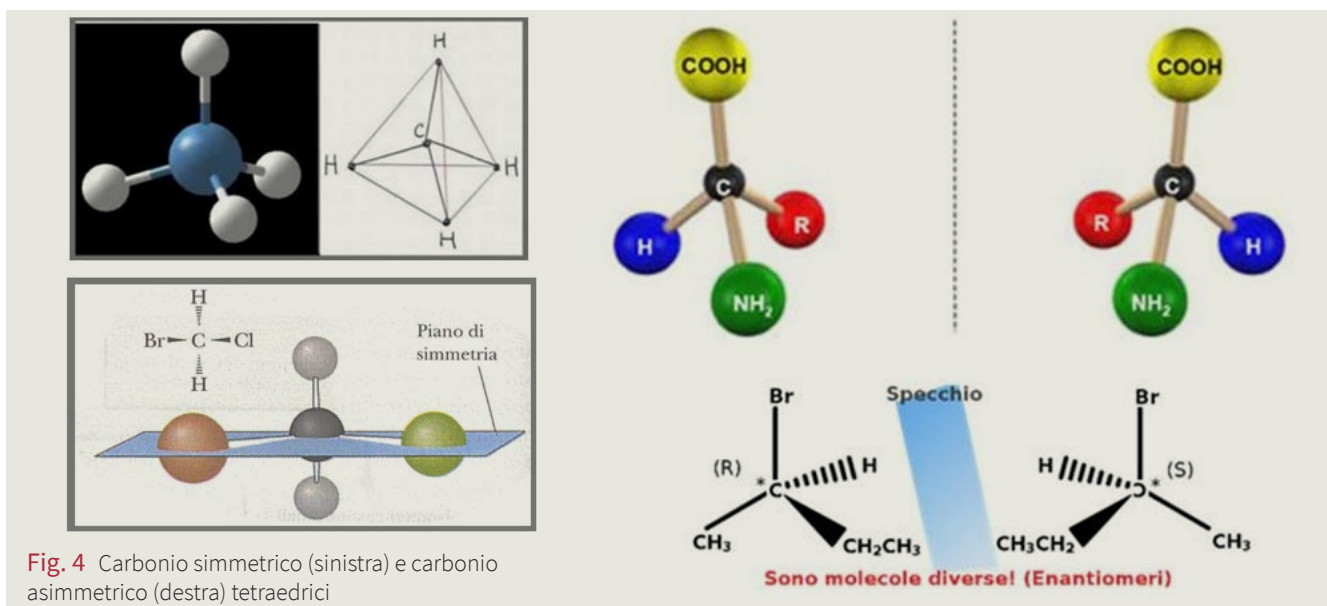 H
C
H
H
H
H
Br
C
Cl
H
Piano di
simmetria
Fig. 4 Carbonio simmetrico (sinistra) e carbonio
asimmetrico (destra) tetraedrici
COOH
C
H
R
NH₂
COOH
C
R
H
NH₂
Specchio
Br
(R)
H
*C
CH₃
CH₂CH₃
Br
H
(S)
C*
CH₃CH₂
CH₃
Sono molecole diverse! (Enantiomeri)